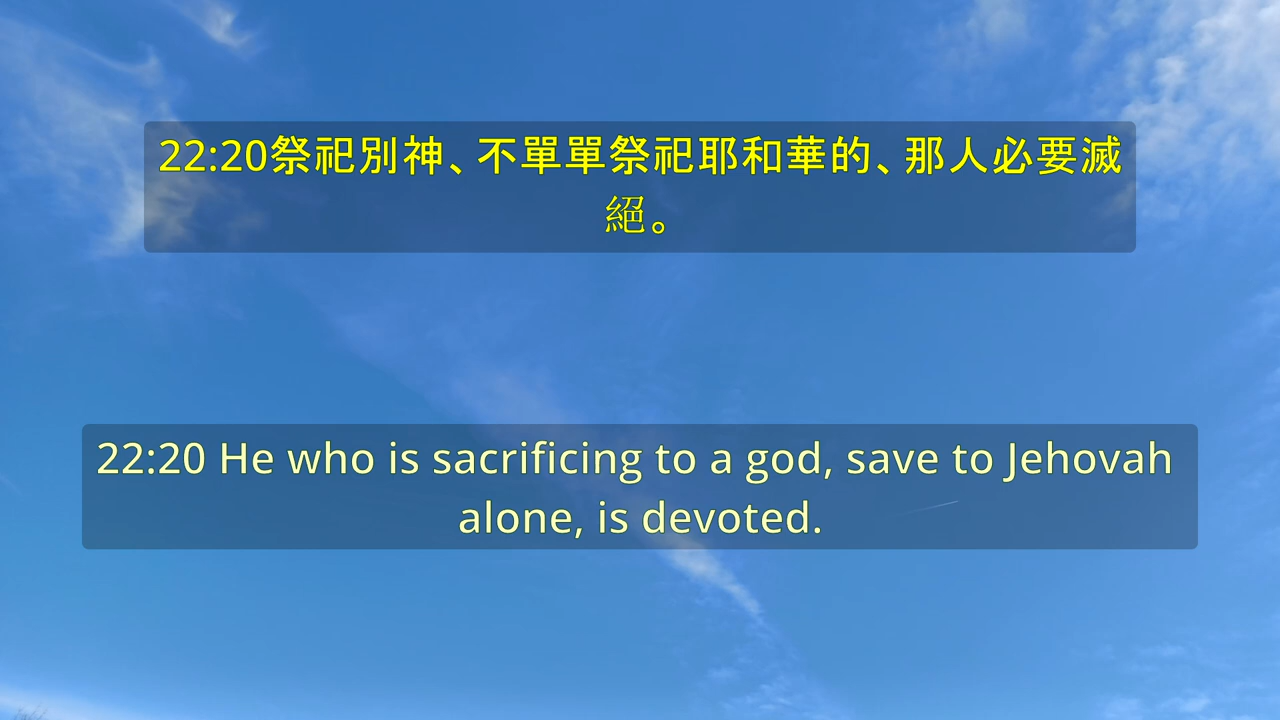 22:20祭祀別神、不單單祭祀耶和華的、那人必要滅
絕。
22:20 He who is sacrificing to a god, save to Jehovah
alone, is devoted.